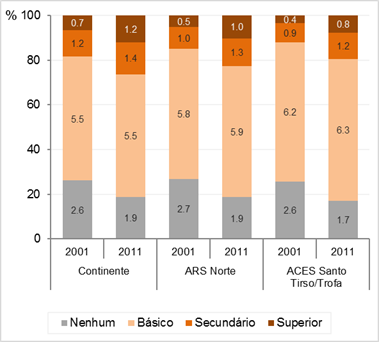 %
100
80
60
40
20
0
0.7 1.2 0.5 1.0 0.4 0.8
1.2 1.4 1.0 1.3 0.9 1.2
5.5 5.5 5.8 5.9 6.2 6.3
2.6 1.9 2.7 1.9 2.6 1.7
2001 2011 2001 2011 2001 2011
Continente ARS Norte ACES Santo
Tirso/Trofa
Nenhum Básico Secundário Superior